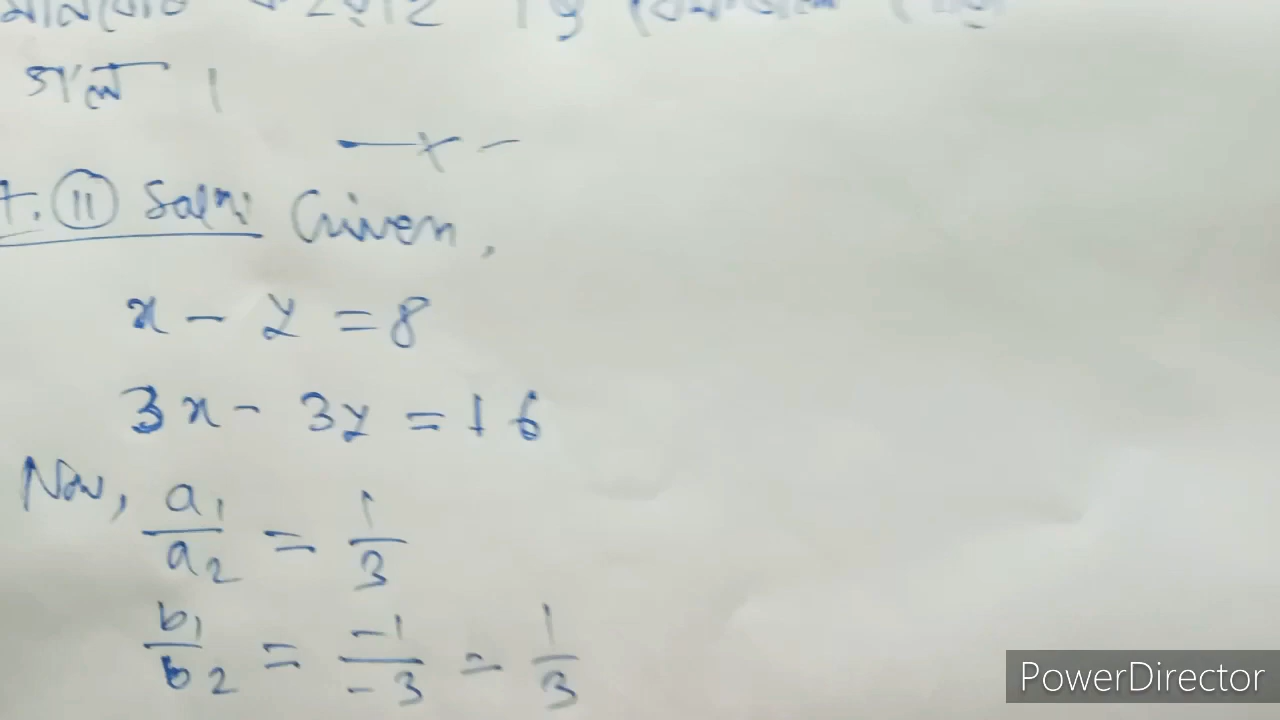 গ'ল ।
— x —
(ii) Solⁿ: Given,
x - y = 8
3x - 3y = 16
Now, a₁/a₂ = 1/3
b₁/b₂ = -1/-3 = 1/3
PowerDirector